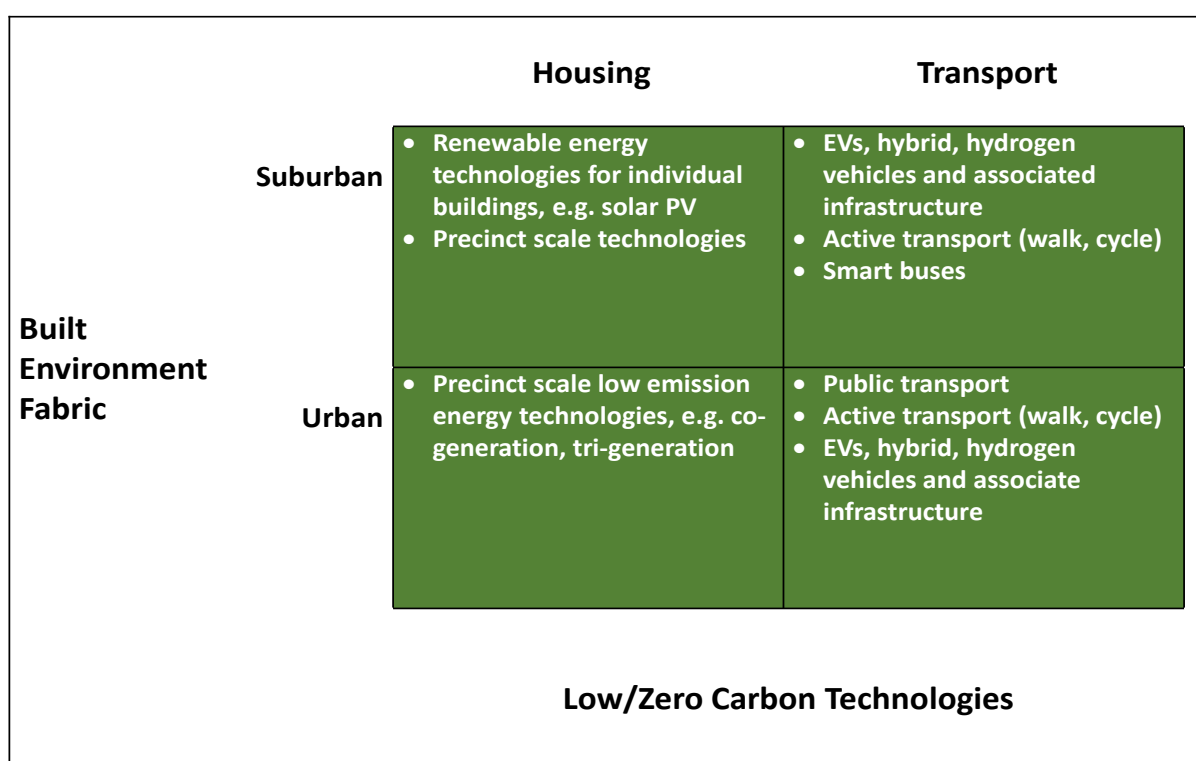 Housing
Transport
Suburban
• Renewable energy
technologies for individual
buildings, e.g. solar PV
• Precinct scale technologies
• EVs, hybrid, hydrogen
vehicles and associated
infrastructure
• Active transport (walk, cycle)
• Smart buses
Built
Environment
Fabric
Urban
• Precinct scale low emission
energy technologies, e.g. co-
generation, tri-generation
• Public transport
• Active transport (walk, cycle)
• EVs, hybrid, hydrogen
vehicles and associate
infrastructure
Low/Zero Carbon Technologies